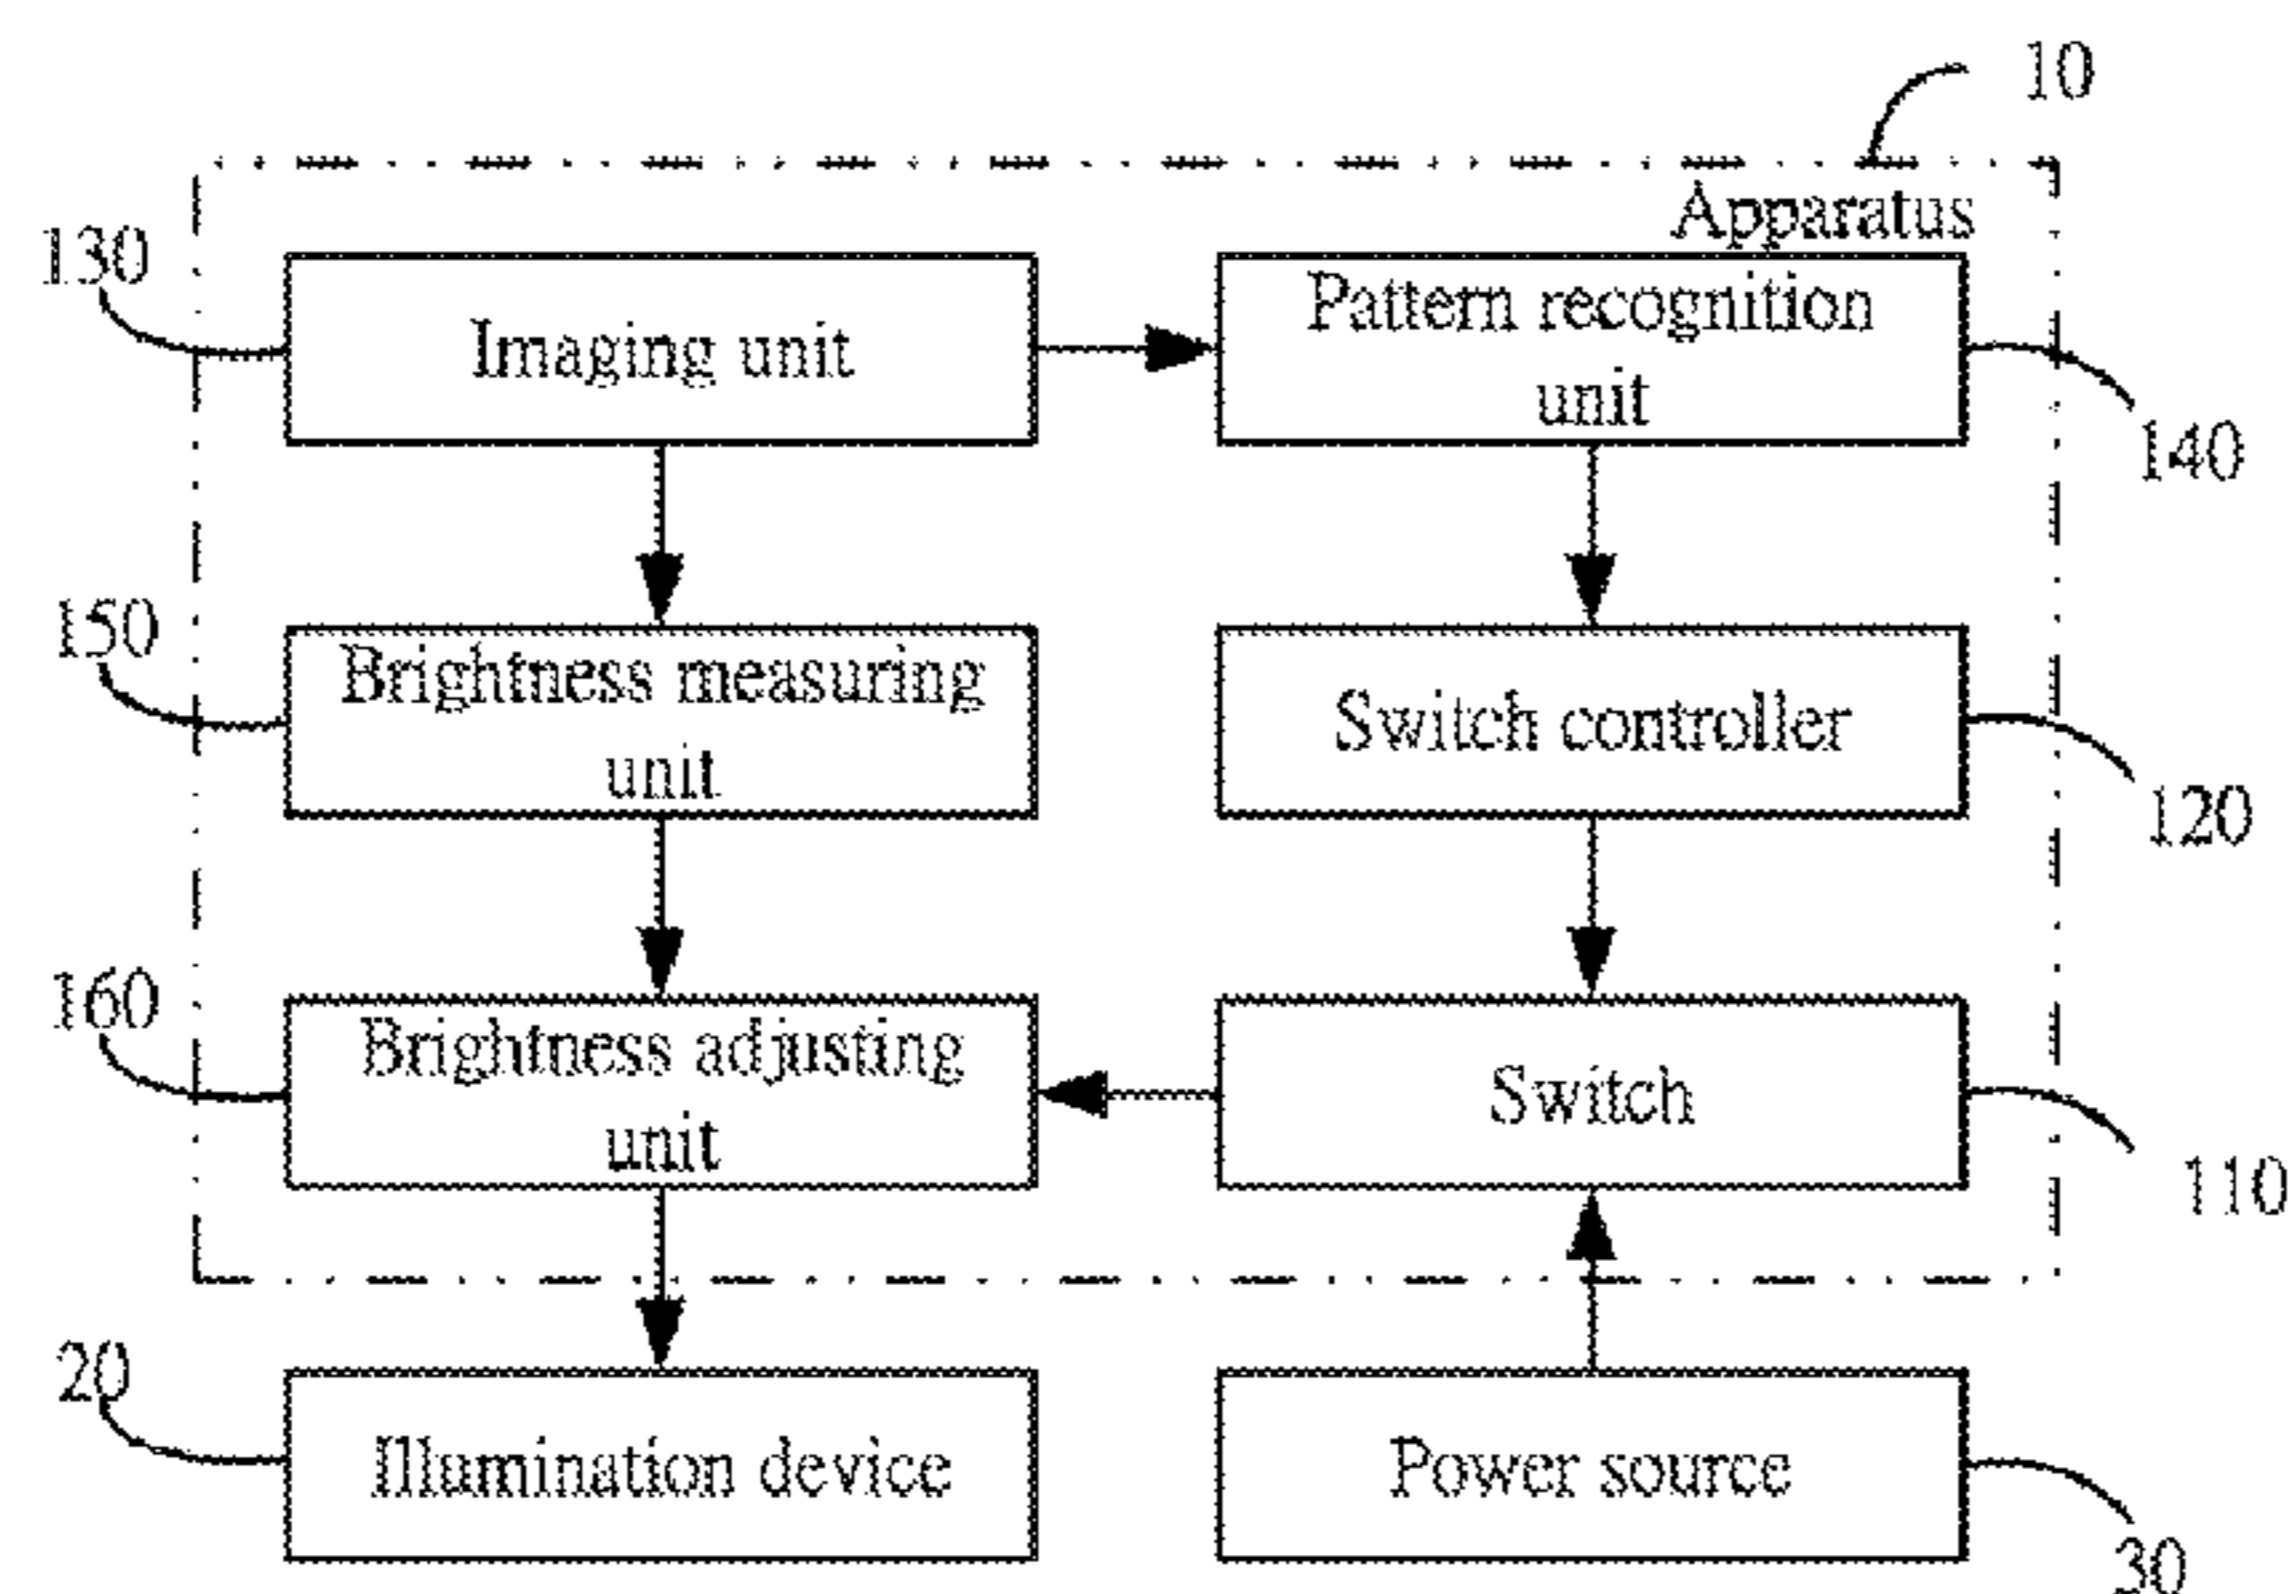 10
Apparatus
130
Imaging unit
Pattern recognition
unit
140
150
Brightness measuring
unit
Switch controller
120
160
Brightness adjusting
unit
Switch
110
20
Illumination device
Power source
30